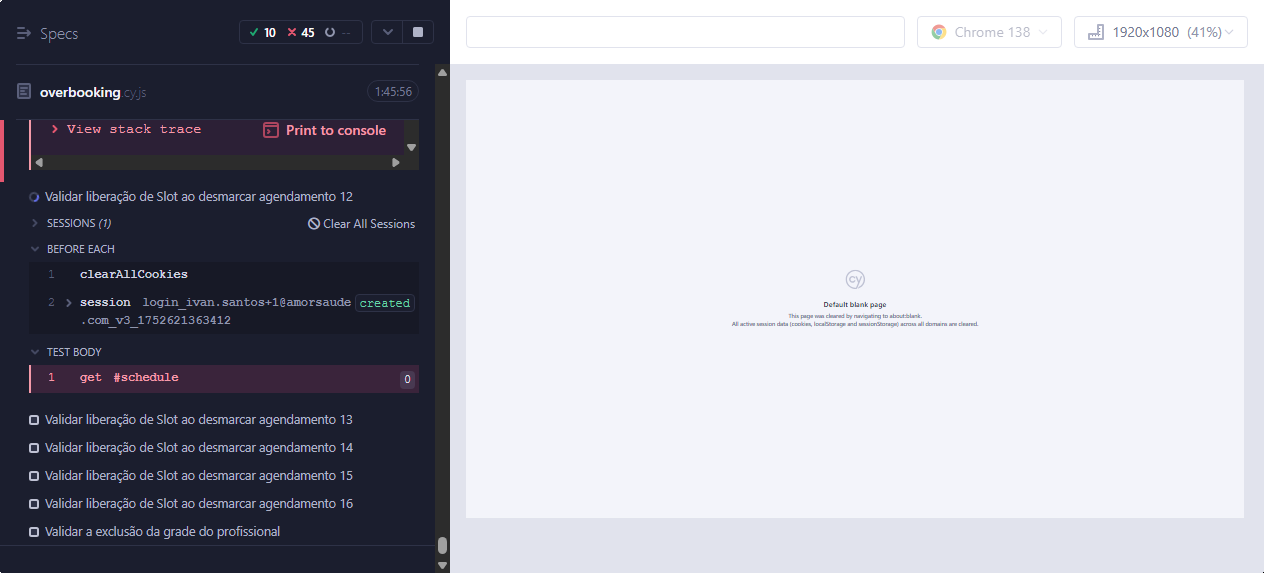 Specs
10 45 --
Chrome 138
1920x1080 (41%)
overbooking.cy.js
1:45:56
View stack trace
Print to console
Validar liberação de Slot ao desmarcar agendamento 12
SESSIONS (1)
Clear All Sessions
BEFORE EACH
1 clearAllCookies
2 session login_ivan.santos+1@amorsaude created
.com_v3_1752621363412
TEST BODY
1 get #schedule 0
Validar liberação de Slot ao desmarcar agendamento 13
Validar liberação de Slot ao desmarcar agendamento 14
Validar liberação de Slot ao desmarcar agendamento 15
Validar liberação de Slot ao desmarcar agendamento 16
Validar a exclusão da grade do profissional
cy
Default blank page
This page was cleared by navigating to about:blank.
All active session data (cookies, localStorage and sessionStorage) across all domains are cleared.